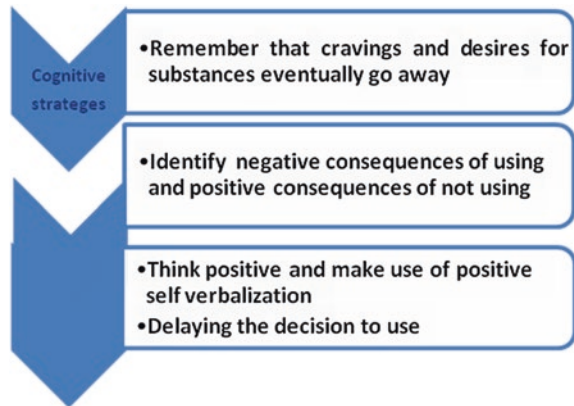 Cognitive
strateges
•Remember that cravings and desires for
substances eventually go away
•Identify negative consequences of using
and positive consequences of not using
•Think positive and make use of positive
self verbalization
•Delaying the decision to use